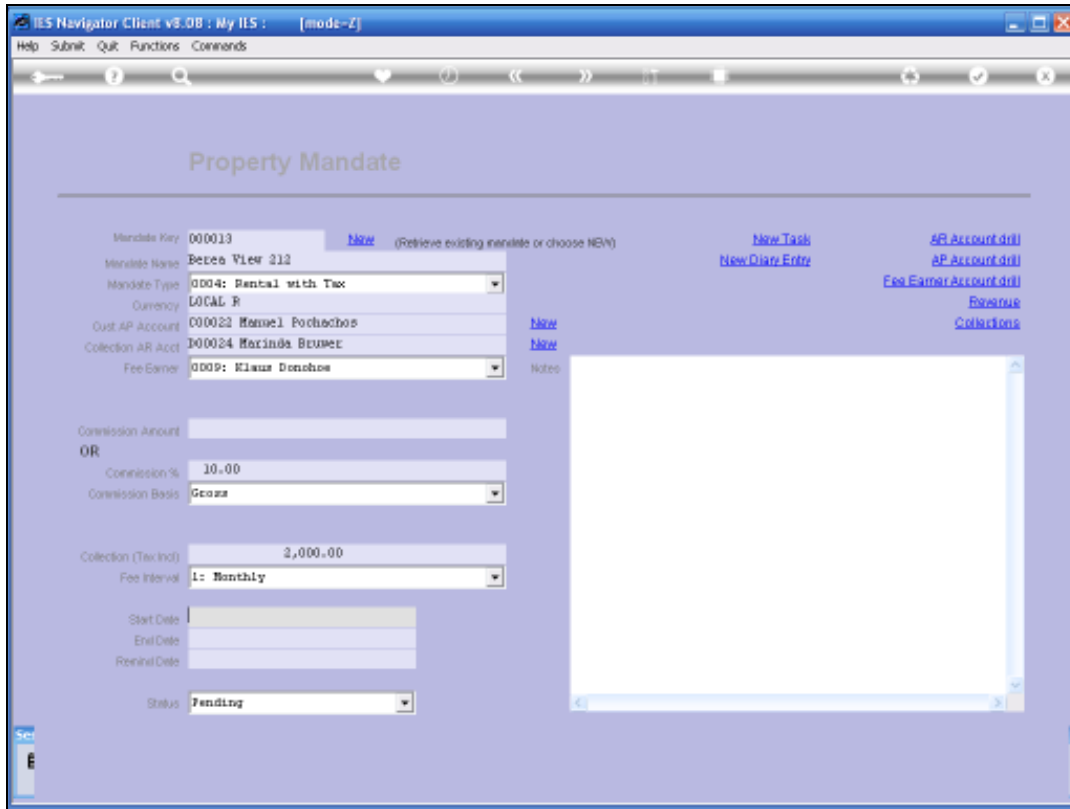 IES Navigator Client v8.08 : My IES :     [mode=Z]
Help Submit Quit Functions Commands
Property Mandate
Mandate Key 000013 New (Retrieve existing mandate or choose NEW) New Task AR Account drill
Mandate Name Berea View 212 New Diary Entry AP Account drill
Mandate Type 0004: Rental with Tax Fee Earner Account drill
Currency LOCAL R Revenue
Cust AP Account C00022 Manuel Pochachos New Collections
Collection AR Acct D00024 Marinda Bruwer New
Fee Earner 0009: Klaus Donohoe Notes
Commission Amount
OR
Commission % 10.00
Commission Basis Gross
Collection (Tax Incl) 2,000.00
Fee Interval 1: Monthly
Start Date
End Date
Remind Date
Status Pending